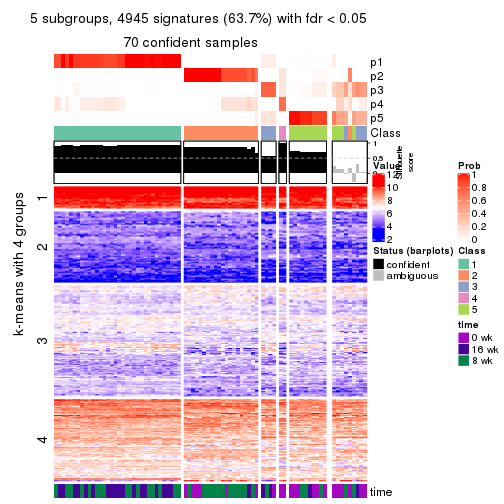 5 subgroups, 4945 signatures (63.7%) with fdr < 0.05
70 confident samples
p1
p2
p3
p4
p5
Class
1
0.5
0
Silhouette
score
k-means with 4 groups
1
2
3
4
time
Value
12
10
8
6
4
2
Prob
1
0.8
0.6
0.4
0.2
0
Status (barplots)
confident
ambiguous
Class
1
2
3
4
5
time
0 wk
16 wk
8 wk